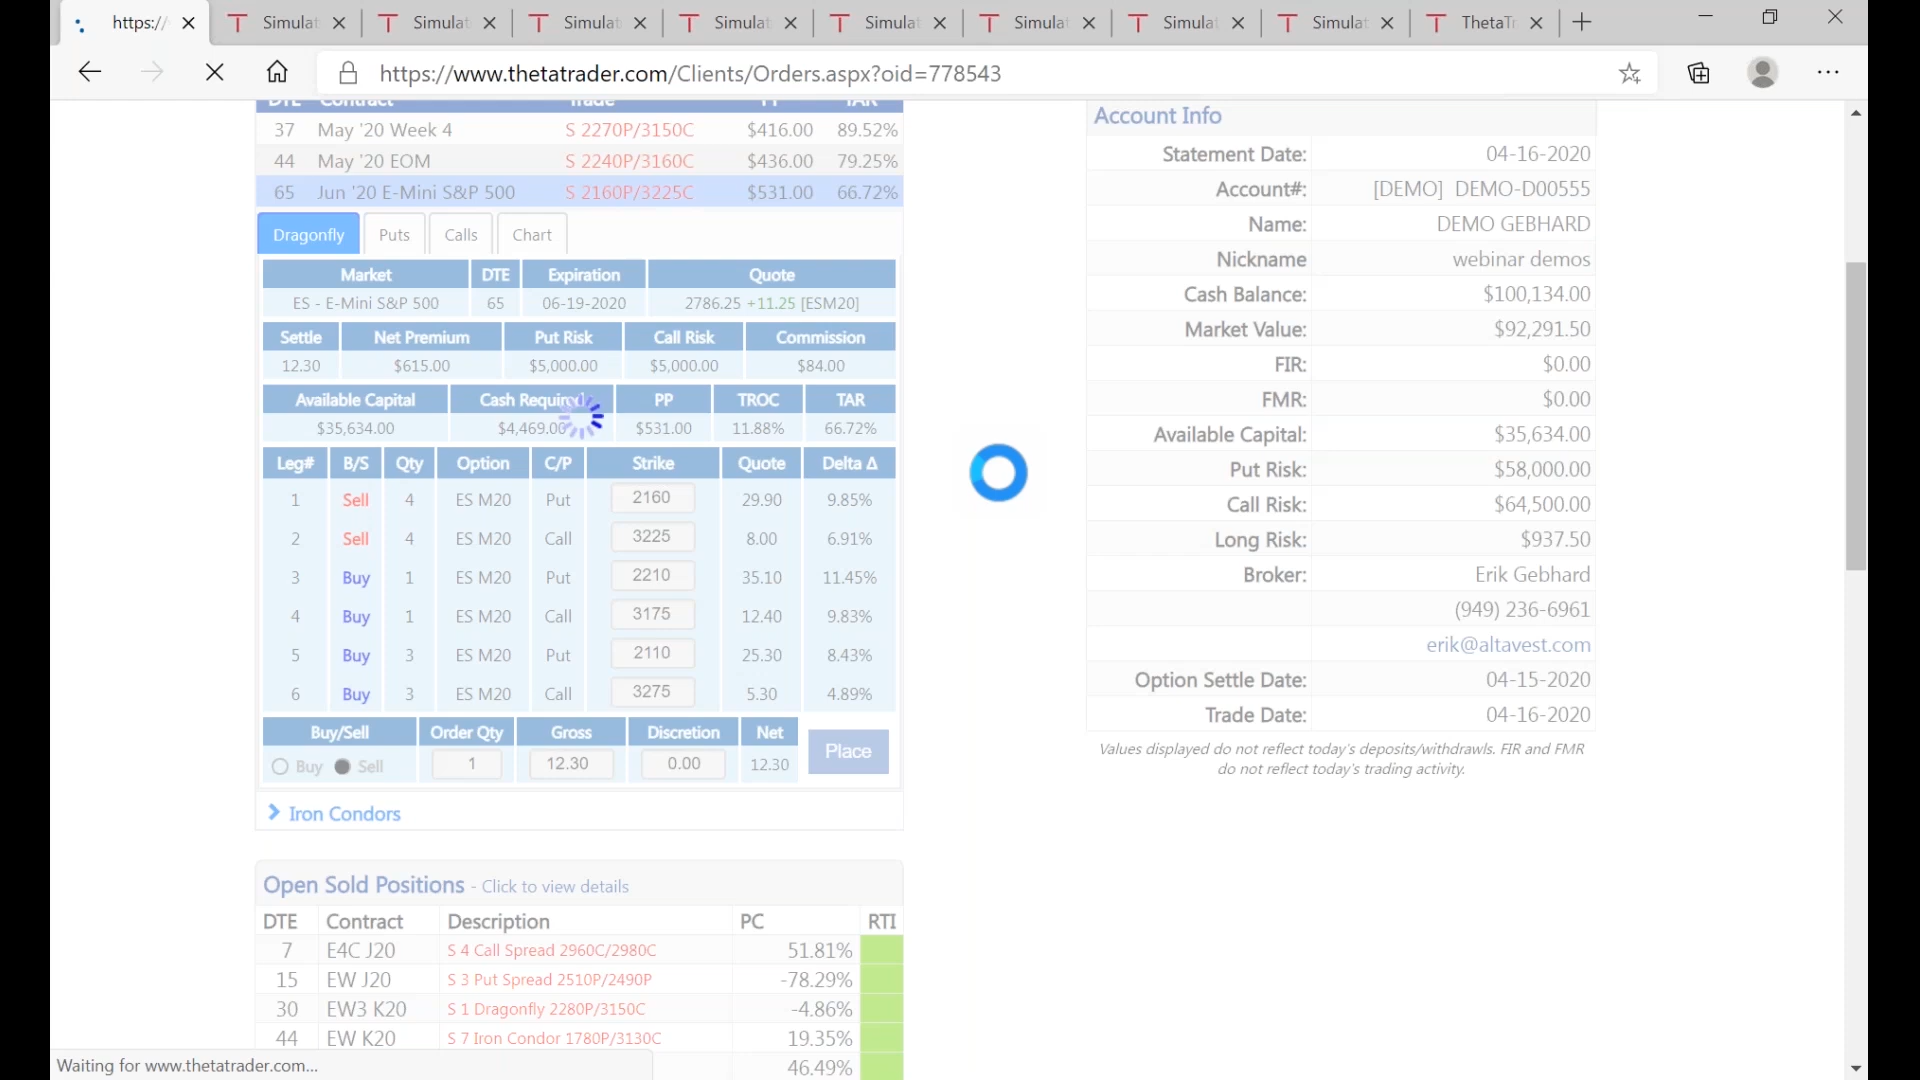 https:// Simulat Simulat Simulat Simulat Simulat Simulat Simulat Simulat ThetaTr
https://www.thetatrader.com/Clients/Orders.aspx?oid=778543
DTE Contract Trade PP TAR
37 May '20 Week 4 S 2270P/3150C $416.00 89.52%
44 May '20 EOM S 2240P/3160C $436.00 79.25%
65 Jun '20 E-Mini S&P 500 S 2160P/3225C $531.00 66.72%
Dragonfly Puts Calls Chart
Market DTE Expiration Quote
ES - E-Mini S&P 500 65 06-19-2020 2786.25 +11.25 [ESM20]
Settle Net Premium Put Risk Call Risk Commission
12.30 $615.00 $5,000.00 $5,000.00 $84.00
Available Capital Cash Required PP TROC TAR
$35,634.00 $4,469.00 $531.00 11.88% 66.72%
Leg# B/S Qty Option C/P Strike Quote Delta Δ
1 Sell 4 ES M20 Put 2160 29.90 9.85%
2 Sell 4 ES M20 Call 3225 8.00 6.91%
3 Buy 1 ES M20 Put 2210 35.10 11.45%
4 Buy 1 ES M20 Call 3175 12.40 9.83%
5 Buy 3 ES M20 Put 2110 25.30 8.43%
6 Buy 3 ES M20 Call 3275 5.30 4.89%
Buy/Sell Order Qty Gross Discretion Net
Buy Sell 1 12.30 0.00 12.30 Place
Iron Condors
Open Sold Positions - Click to view details
DTE Contract Description PC RTI
7 E4C J20 S 4 Call Spread 2960C/2980C 51.81%
15 EW J20 S 3 Put Spread 2510P/2490P -78.29%
30 EW3 K20 S 1 Dragonfly 2280P/3150C -4.86%
44 EW K20 S 7 Iron Condor 1780P/3130C 19.35%
46.49%
Waiting for www.thetatrader.com...
Account Info
Statement Date: 04-16-2020
Account#: [DEMO] DEMO-D00555
Name: DEMO GEBHARD
Nickname webinar demos
Cash Balance: $100,134.00
Market Value: $92,291.50
FIR: $0.00
FMR: $0.00
Available Capital: $35,634.00
Put Risk: $58,000.00
Call Risk: $64,500.00
Long Risk: $937.50
Broker: Erik Gebhard
(949) 236-6961
erik@altavest.com
Option Settle Date: 04-15-2020
Trade Date: 04-16-2020
Values displayed do not reflect today's deposits/withdrawls. FIR and FMR
do not reflect today's trading activity.